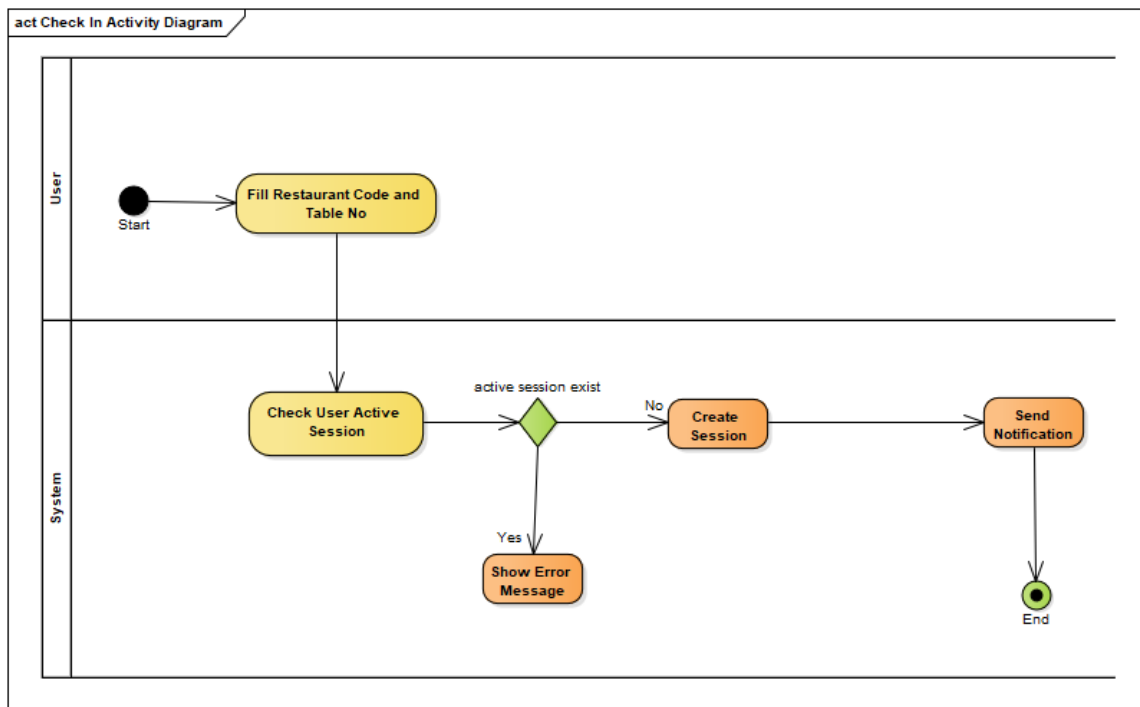 act Check In Activity Diagram
User
Start
Fill Restaurant Code and
Table No
System
Check User Active
Session
active session exist
No
Create
Session
Send
Notification
Yes
Show Error
Message
End